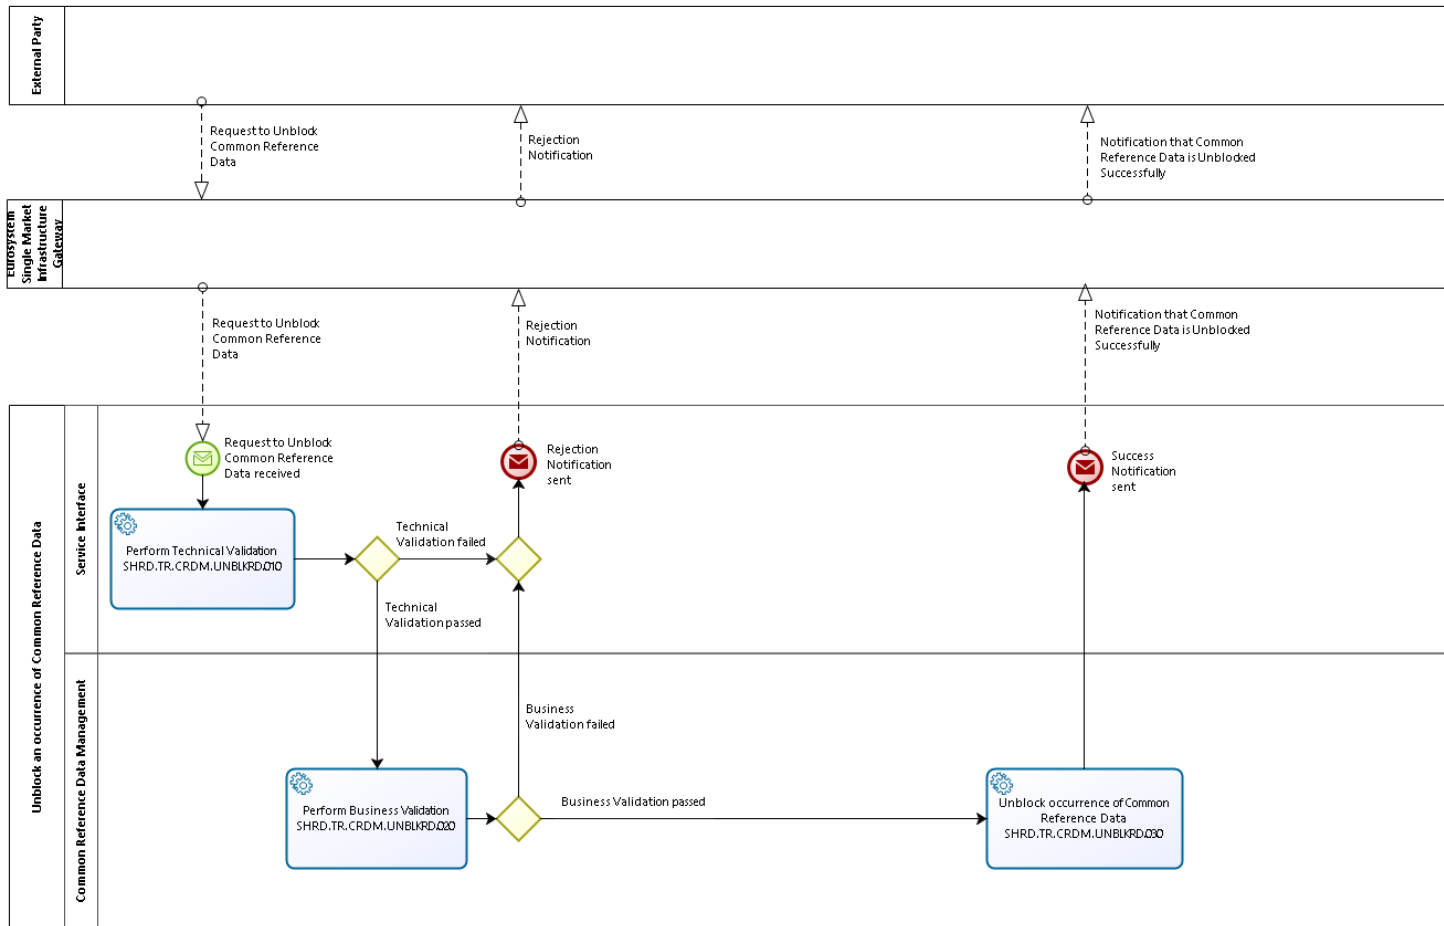 External Party
Request to Unblock
Common Reference
Data
Rejection
Notification
Notification that Common
Reference Data is Unblocked
Successfully
Eurosystem
Single Market
Infrastructure
Gateway
Request to Unblock
Common Reference
Data
Rejection
Notification
Notification that Common
Reference Data is Unblocked
Successfully
Unblock an occurrence of Common Reference Data
Service Interface
Request to Unblock
Common Reference
Data received
Rejection
Notification
sent
Success
Notification
sent
Perform Technical Validation
SHRD.TR.CRDM.UNBLKRD.010
Technical
Validation failed
Technical
Validation passed
Common Reference Data Management
Business
Validation failed
Perform Business Validation
SHRD.TR.CRDM.UNBLKRD.020
Business Validation passed
Unblock occurrence of Common
Reference Data
SHRD.TR.CRDM.UNBLKRD.030